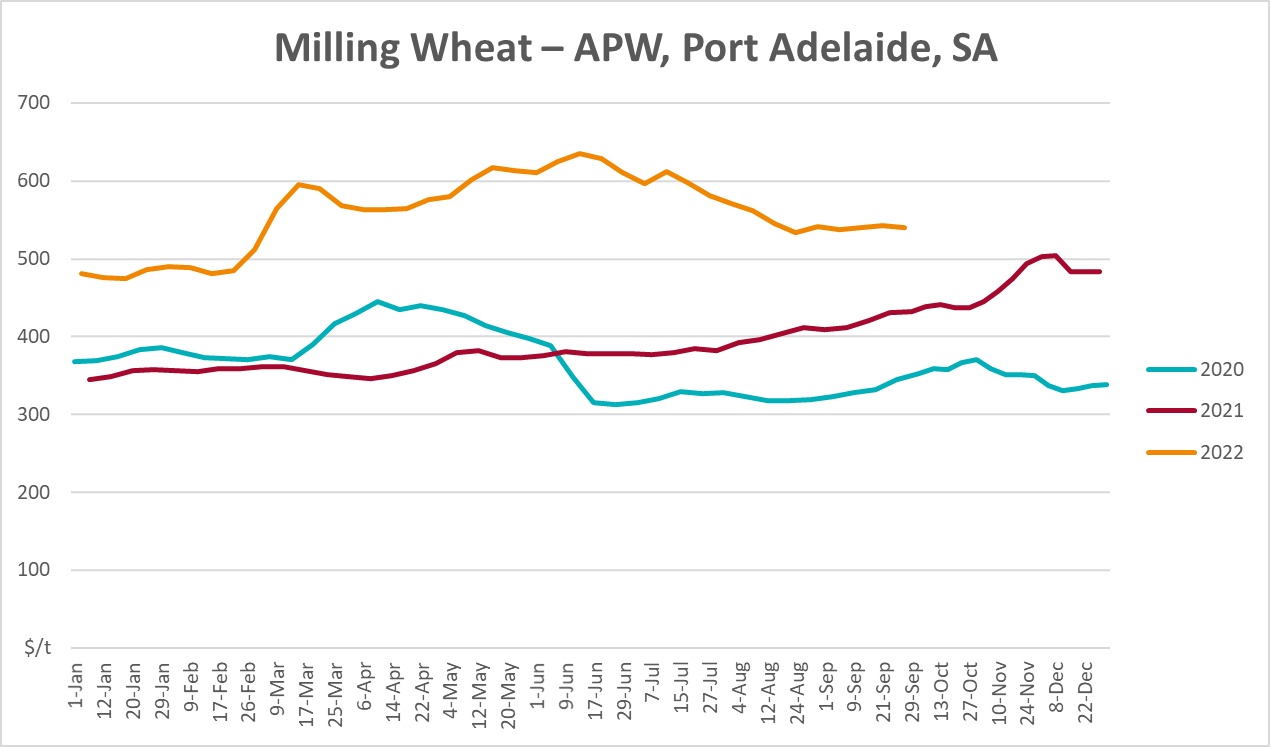 Milling Wheat – APW, Port Adelaide, SA
700
600
500
400
300
200
100
$/t
1-Jan
12-Jan
20-Jan
29-Jan
9-Feb
17-Feb
26-Feb
9-Mar
17-Mar
25-Mar
6-Apr
14-Apr
22-Apr
4-May
12-May
20-May
1-Jun
9-Jun
17-Jun
29-Jun
7-Jul
15-Jul
27-Jul
4-Aug
12-Aug
24-Aug
1-Sep
9-Sep
21-Sep
29-Sep
13-Oct
27-Oct
10-Nov
24-Nov
8-Dec
22-Dec
2020
2021
2022